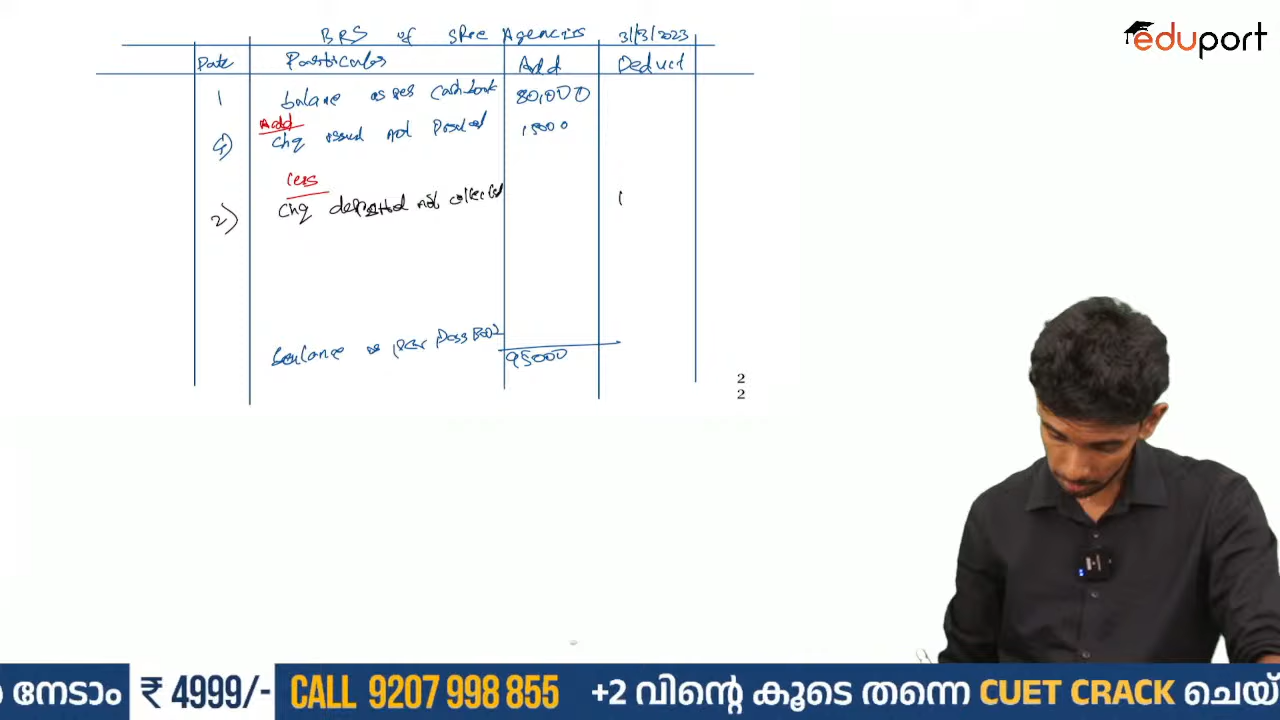 BRS of Sree Agencies 31/3/2023
eduport
Date Particulars Add Deduct
1 balance as per Cash book 80,000
Add
4) chq issued not Presented 15000
less
2) chq deposited not collected 1
balance as per Pass Book 95000
2
2
നേടാം ₹ 4999/- CALL 9207 998 855 +2 വിന്റെ കൂടെ തന്നെ CUET CRACK ചെയ്